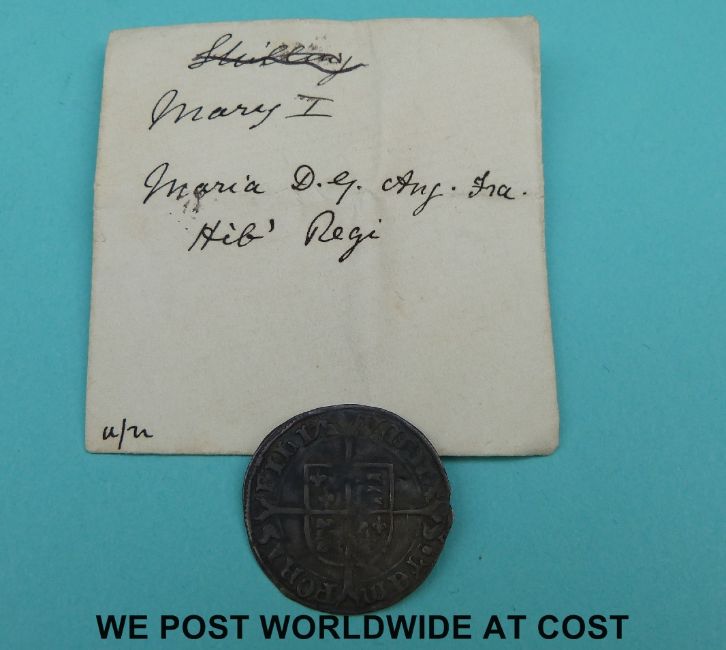 Shilling
Mary I
Maria D.G. Ang. Fra.
Hib' Regi
WE POST WORLDWIDE AT COST